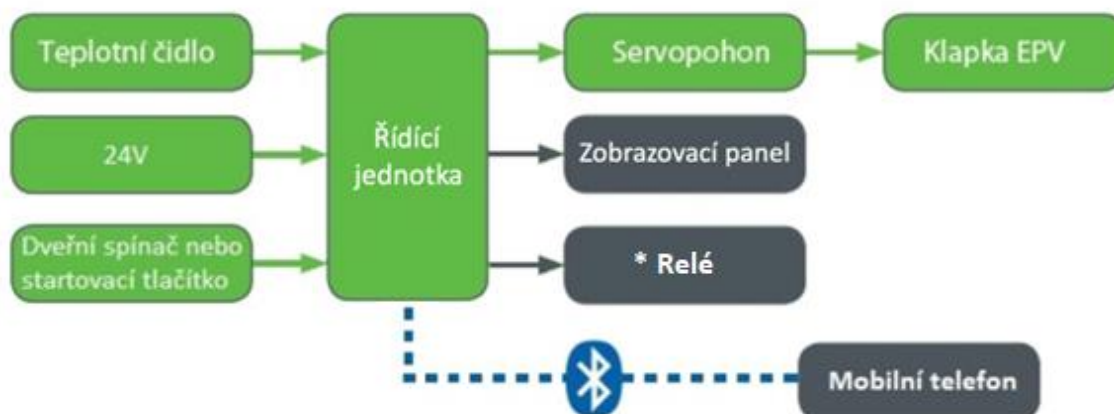 Teplotní čidlo
Servopohon
Klapka EPV
24V
Řídící
jednotka
Zobrazovací panel
Dveřní spínač nebo
startovací tlačítko
* Relé
Mobilní telefon